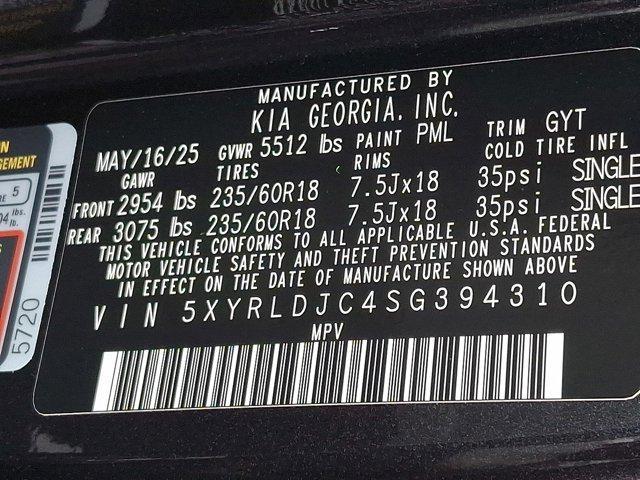 MANUFACTURED BY
KIA GEORGIA, INC.
MAY/16/25 GVWR 5512 lbs PAINT PML TRIM GYT
GAWR TIRES RIMS COLD TIRE INFL
FRONT 2954 lbs 235/60R18 7.5Jx18 35psi SINGLE
REAR 3075 lbs 235/60R18 7.5Jx18 35psi SINGLE
THIS VEHICLE CONFORMS TO ALL APPLICABLE U.S.A. FEDERAL
MOTOR VEHICLE SAFETY AND THEFT PREVENTION STANDARDS
IN EFFECT ON THE DATE OF MANUFACTURE SHOWN ABOVE
VIN 5XYRLDJC4SG394310
MPV
5
lbs.
lb.
5720